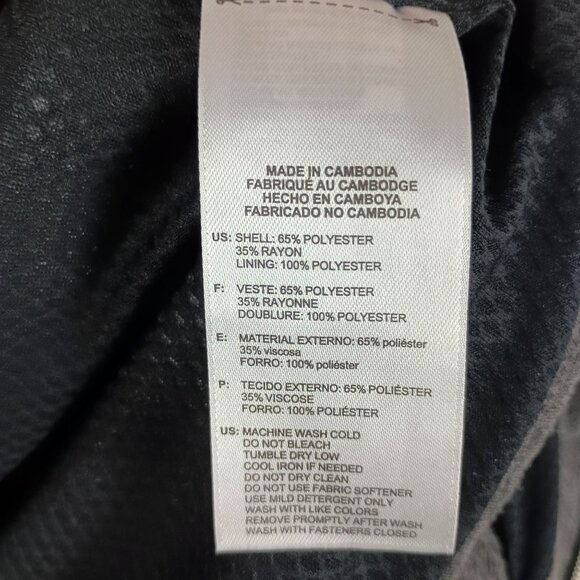 MADE IN CAMBODIA
FABRIQUÉ AU CAMBODGE
HECHO EN CAMBOYA
FABRICADO NO CAMBODIA
US: SHELL: 65% POLYESTER
35% RAYON
LINING: 100% POLYESTER
F: VESTE: 65% POLYESTER
35% RAYONNE
DOUBLURE: 100% POLYESTER
E: MATERIAL EXTERNO: 65% poliéster
35% viscosa
FORRO: 100% poliéster
P: TECIDO EXTERNO: 65% POLIÉSTER
35% VISCOSE
FORRO: 100% POLIÉSTER
US: MACHINE WASH COLD
DO NOT BLEACH
TUMBLE DRY LOW
COOL IRON IF NEEDED
DO NOT DRY CLEAN
DO NOT USE FABRIC SOFTENER
USE MILD DETERGENT ONLY
WASH WITH LIKE COLORS
REMOVE PROMPTLY AFTER WASH
WASH WITH FASTENERS CLOSED